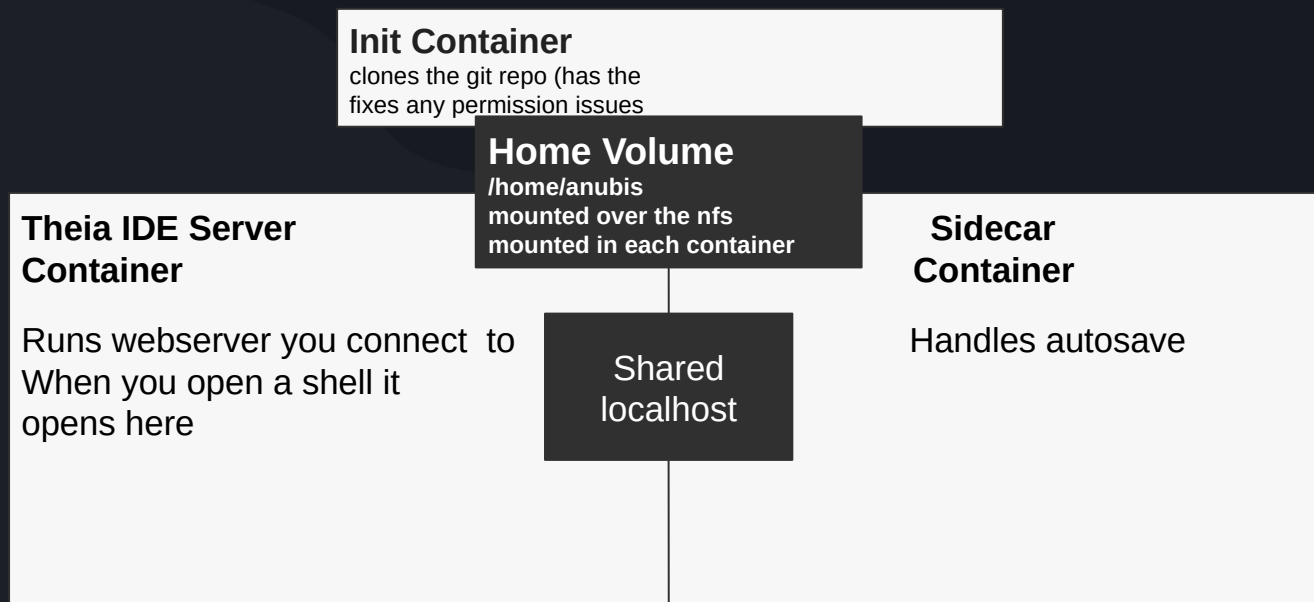 Init Container
clones the git repo (has the
fixes any permission issues
Home Volume
/home/anubis
mounted over the nfs
mounted in each container
Theia IDE Server
Container
Runs webserver you connect  to
When you open a shell it
opens here
Shared
localhost
Sidecar
Container
Handles autosave